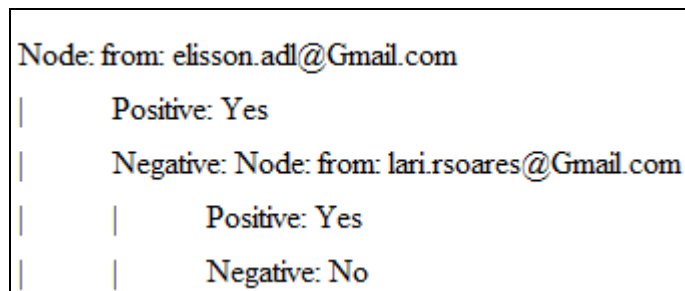 Node: from: elisson.adl@Gmail.com
| Positive: Yes
| Negative: Node: from: lari.rsoares@Gmail.com
| | Positive: Yes
| | Negative: No